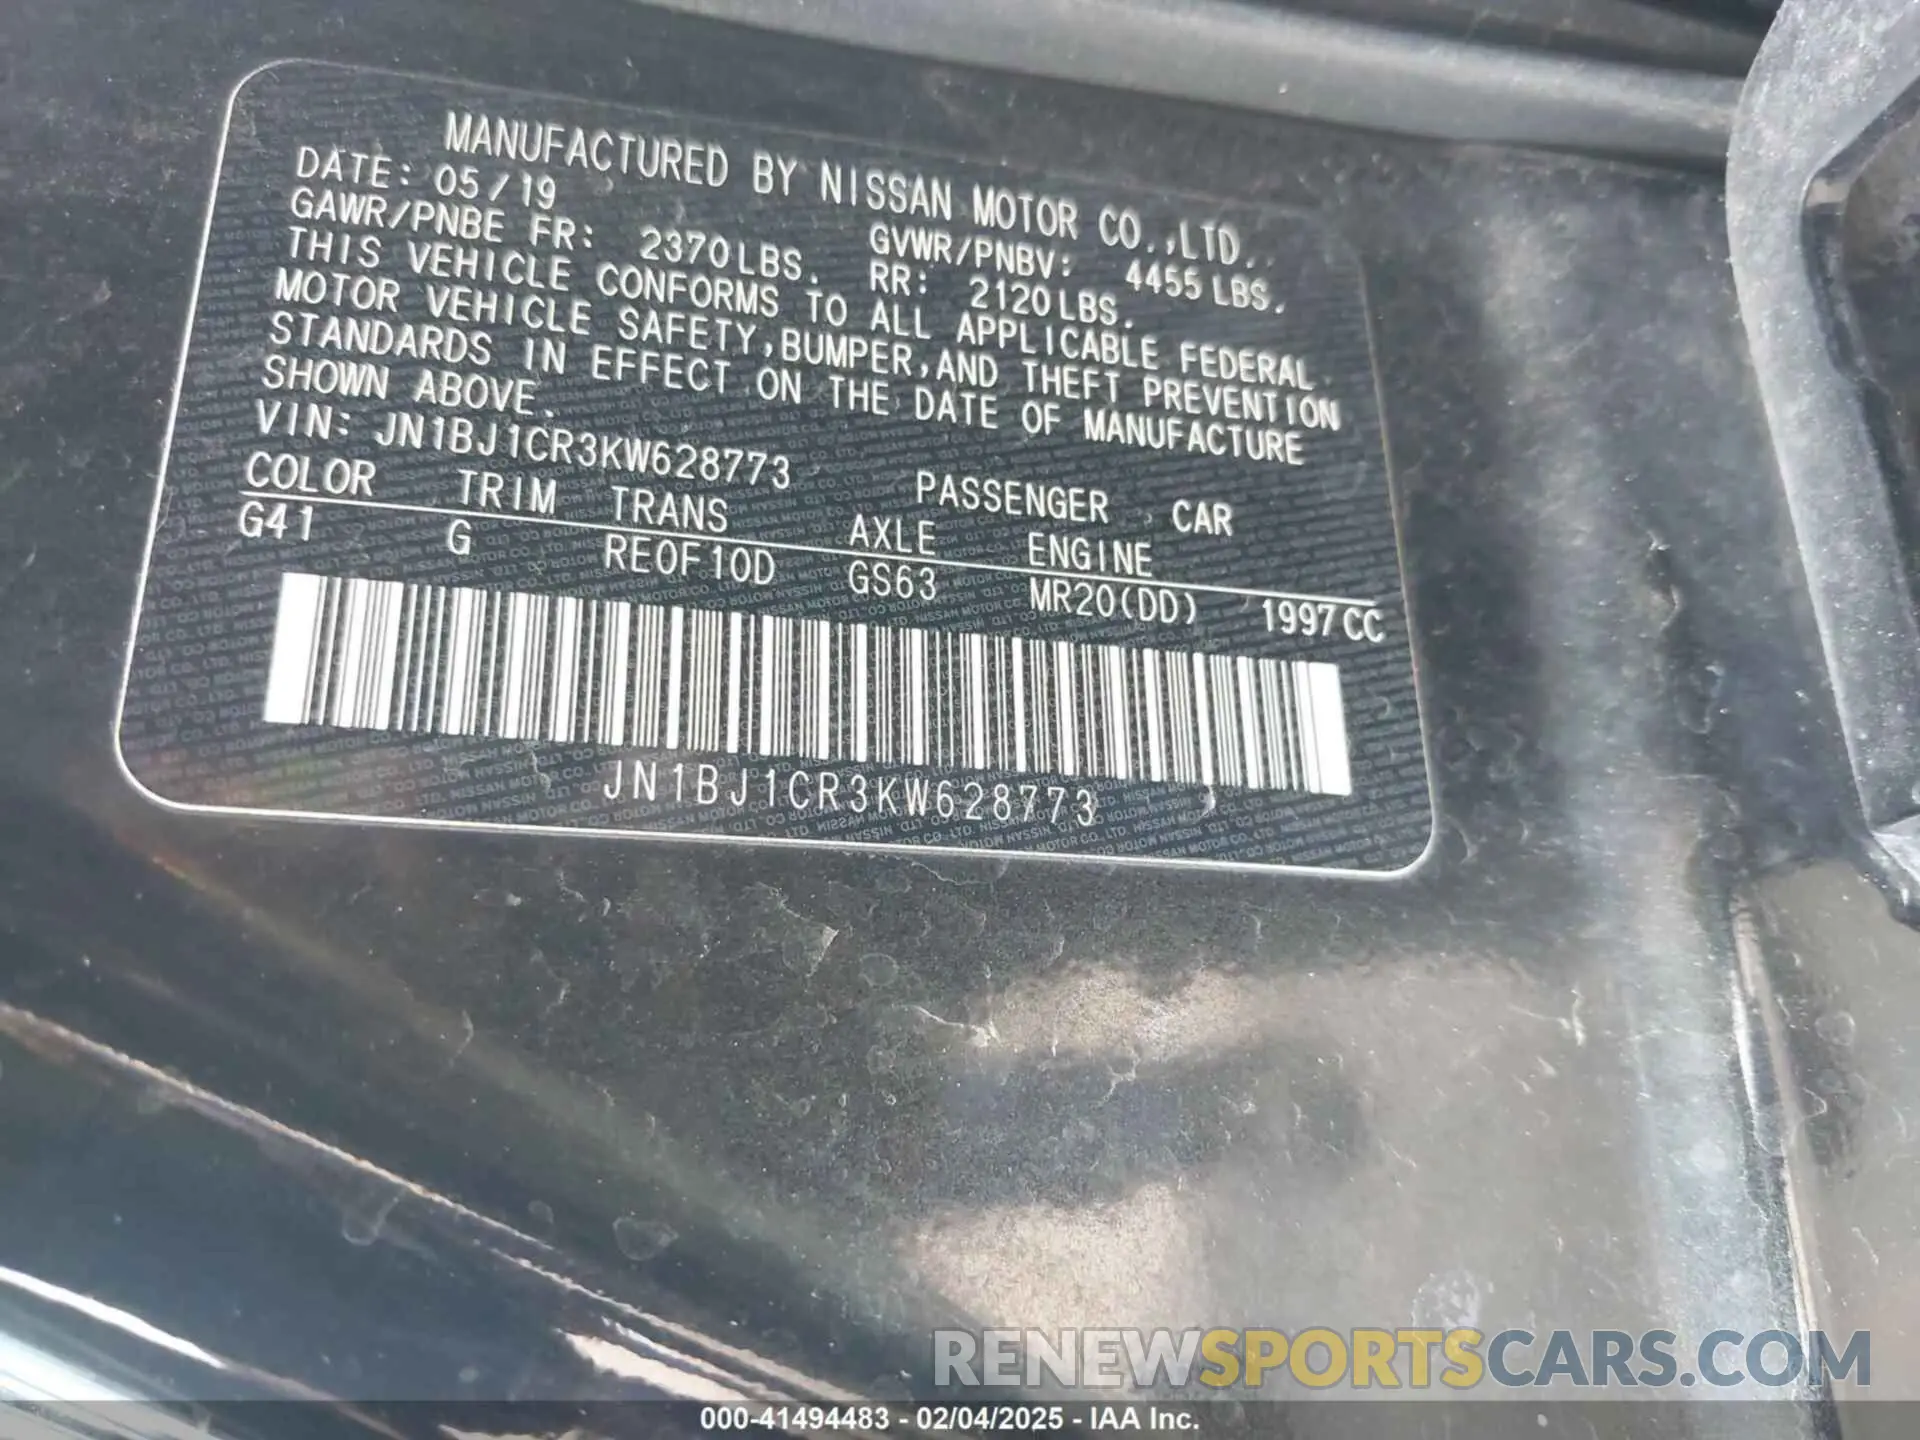 MANUFACTURED BY NISSAN MOTOR CO.,LTD.
DATE: 05/19 GVWR/PNBV: 4455 LBS.
GAWR/PNBE FR: 2370LBS. RR: 2120LBS.
THIS VEHICLE CONFORMS TO ALL APPLICABLE FEDERAL
MOTOR VEHICLE SAFETY,BUMPER,AND THEFT PREVENTION
STANDARDS IN EFFECT ON THE DATE OF MANUFACTURE
SHOWN ABOVE.
VIN: JN1BJ1CR3KW628773 PASSENGER CAR
COLOR TRIM TRANS AXLE ENGINE
G41 G RE0F10D GS63 MR20(DD) 1997CC
JN1BJ1CR3KW628773
RENEWSPORTSCARS.COM
000-41494483 - 02/04/2025 - IAA Inc.